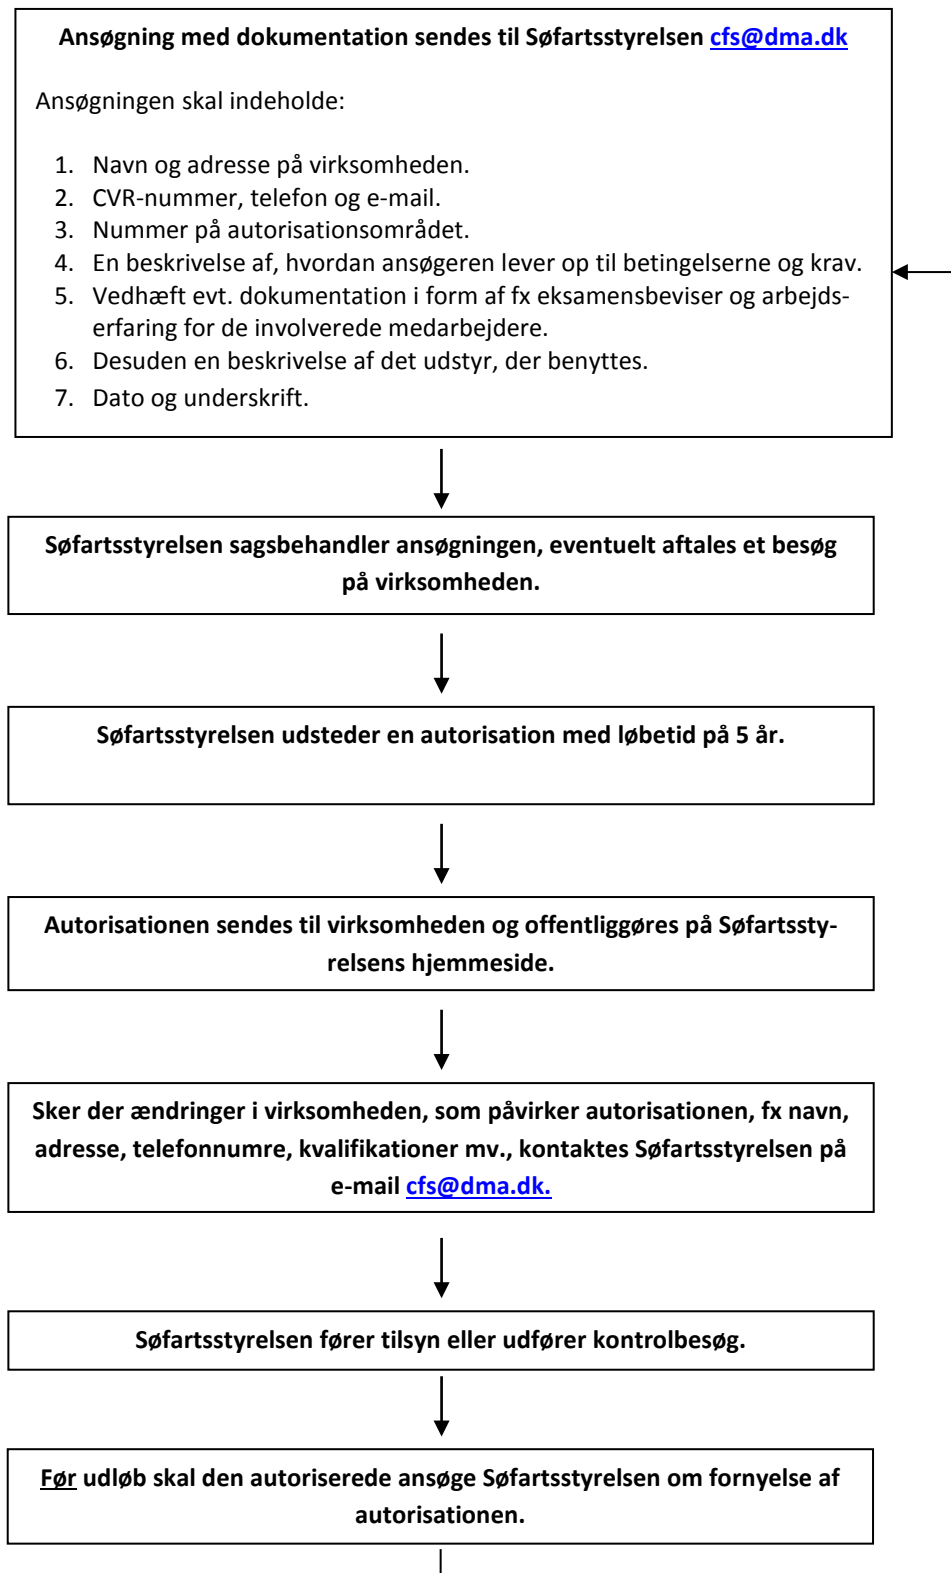 Ansøgning med dokumentation sendes til Søfartsstyrelsen cfs@dma.dk
Ansøgningen skal indeholde:
1. Navn og adresse på virksomheden.
2. CVR-nummer, telefon og e-mail.
3. Nummer på autorisationsområdet.
4. En beskrivelse af, hvordan ansøgeren lever op til betingelserne og krav.
5. Vedhæft evt. dokumentation i form af fx eksamensbeviser og arbejds-
erfaring for de involverede medarbejdere.
6. Desuden en beskrivelse af det udstyr, der benyttes.
7. Dato og underskrift.
Søfartsstyrelsen sagsbehandler ansøgningen, eventuelt aftales et besøg
på virksomheden.
Søfartsstyrelsen udsteder en autorisation med løbetid på 5 år.
Autorisationen sendes til virksomheden og offentliggøres på Søfartssty-
relsens hjemmeside.
Sker der ændringer i virksomheden, som påvirker autorisationen, fx navn,
adresse, telefonnumre, kvalifikationer mv., kontaktes Søfartsstyrelsen på
e-mail cfs@dma.dk.
Søfartsstyrelsen fører tilsyn eller udfører kontrolbesøg.
Før udløb skal den autoriserede ansøge Søfartsstyrelsen om fornyelse af
autorisationen.